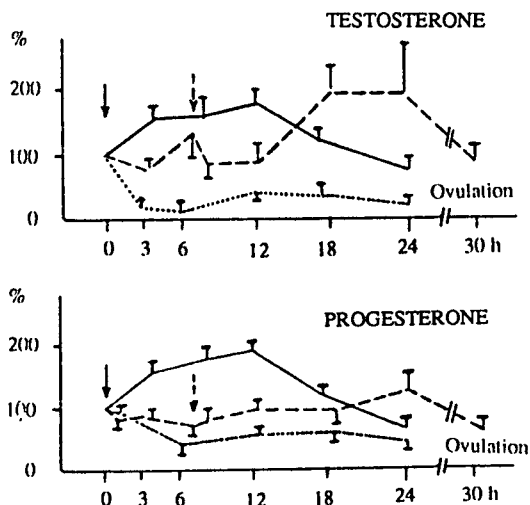 TESTOSTERONE
%
200
100
0
Ovulation
0 3 6 12 18 24 30 h
PROGESTERONE
%
200
100
0
Ovulation
0 3 6 12 18 24 30 h